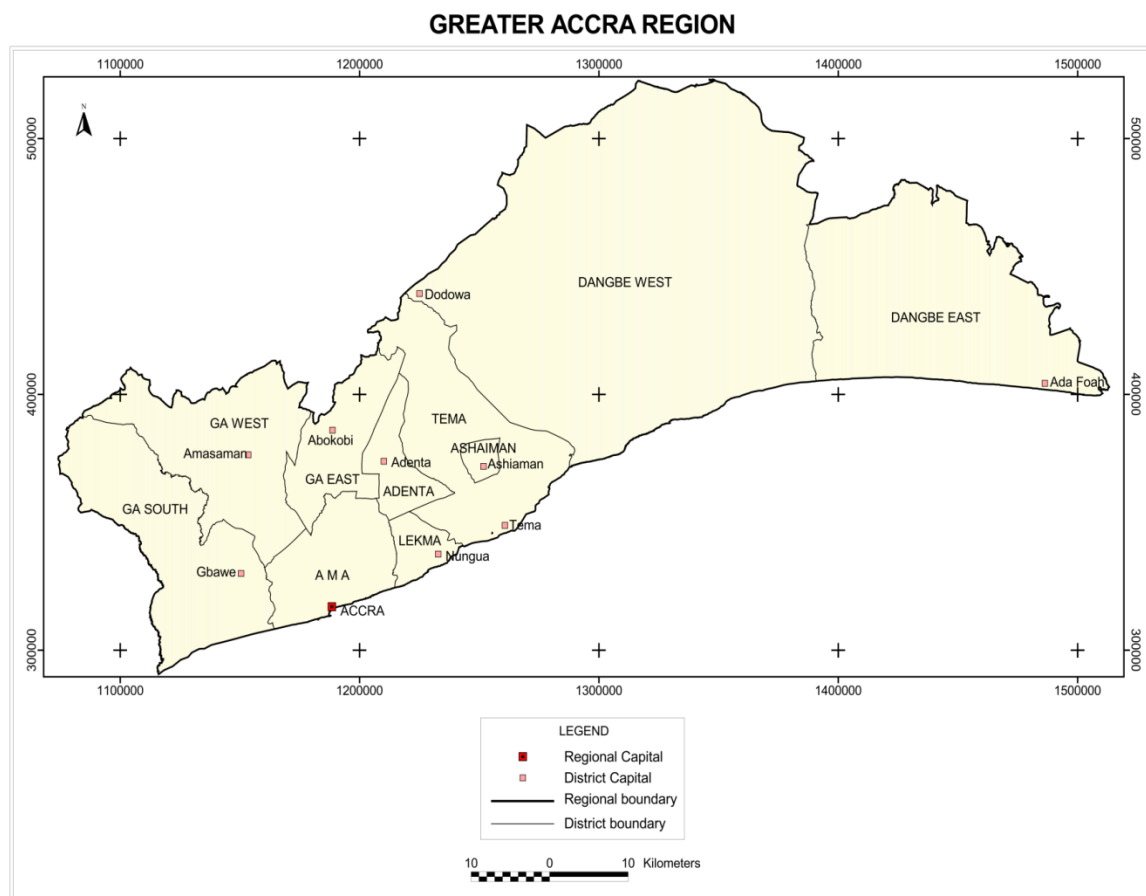 GREATER ACCRA REGION
1100000 1200000 1300000 1400000 1500000
N
500000 500000
DANGBE WEST
Dodowa
DANGBE EAST
Ada Foah
400000 400000
GA WEST
TEMA
Abokobi
ASHAIMAN
Amasaman
Adenta
Ashiaman
GA EAST
ADENTA
GA SOUTH
Tema
LEKMA
Nungua
Gbawe
A M A
ACCRA
300000 300000
1100000 1200000 1300000 1400000 1500000
LEGEND
Regional Capital
District Capital
Regional boundary
District boundary
10 0 10 Kilometers